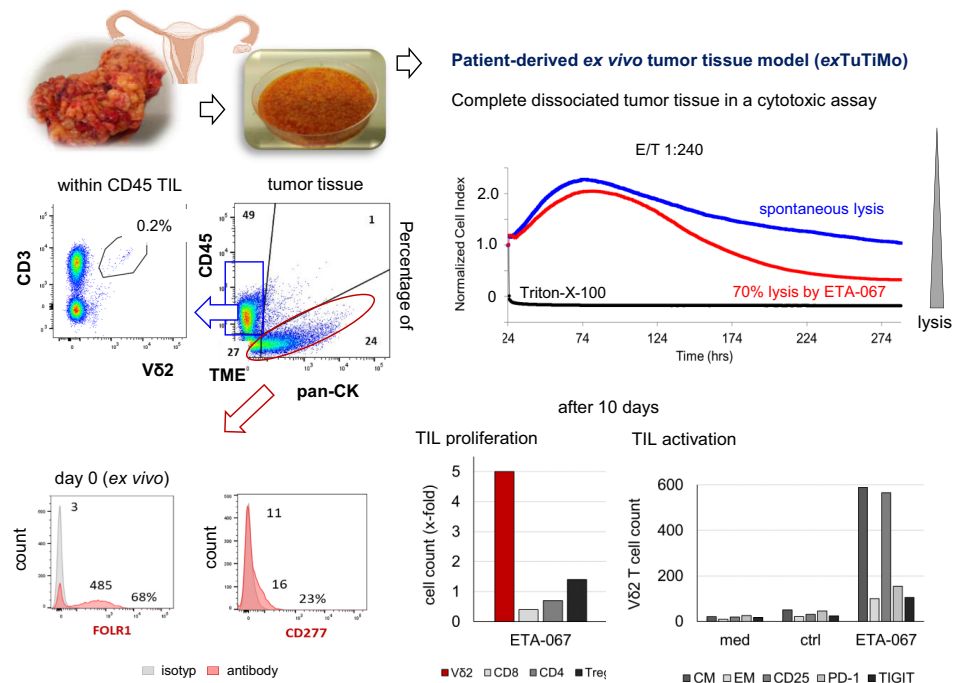 Patient-derived ex vivo tumor tissue model (exTuTiMo)
Complete dissociated tumor tissue in a cytotoxic assay
E/T 1:240
Normalized Cell Index
2.0
1.0
0
spontaneous lysis
70% lysis by ETA-067
Triton-X-100
24 74 124 174 224 274
Time (hrs)
lysis
within CD45 TIL
CD3
0.2%
Vδ2
tumor tissue
CD45
49
1
27
24
TME
pan-CK
Percentage of
day 0 (ex vivo)
count
3
485
68%
FOLR1
count
11
16
23%
CD277
isotyp antibody
after 10 days
TIL proliferation
cell count (x-fold)
5
4
3
2
1
0
ETA-067
Vδ2 CD8 CD4 Treg
TIL activation
Vδ2 T cell count
600
400
200
0
med ctrl ETA-067
CM EM CD25 PD-1 TIGIT